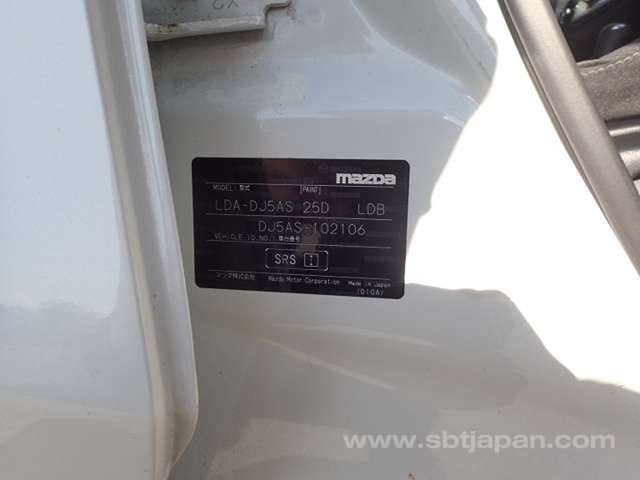 mazda
MODEL:型式 PAINT
LDA-DJ5AS 25D LDB
DJ5AS-102106
VEHICLE ID.NO.:車台番号
SRS
マツダ株式会社 Mazda Motor Corporation Made in Japan
(D10A)
www.sbtjapan.com